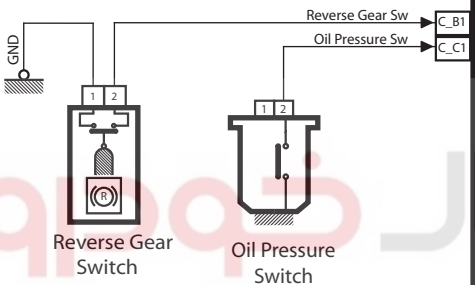 Reverse Gear Sw
C_B1
Oil Pressure Sw
C_C1
GND
1 2
1 2
R
Reverse Gear
Switch
Oil Pressure
Switch